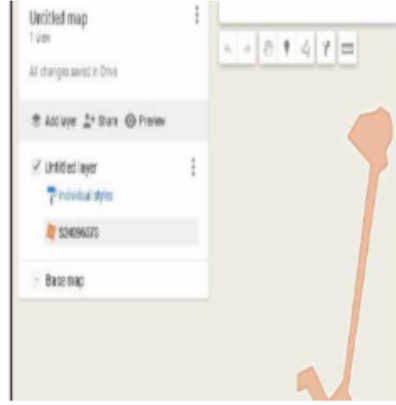 Untitled map
1 view
All changes saved in Drive
Add layer Share Preview
Untitled layer
Individual styles
Base map